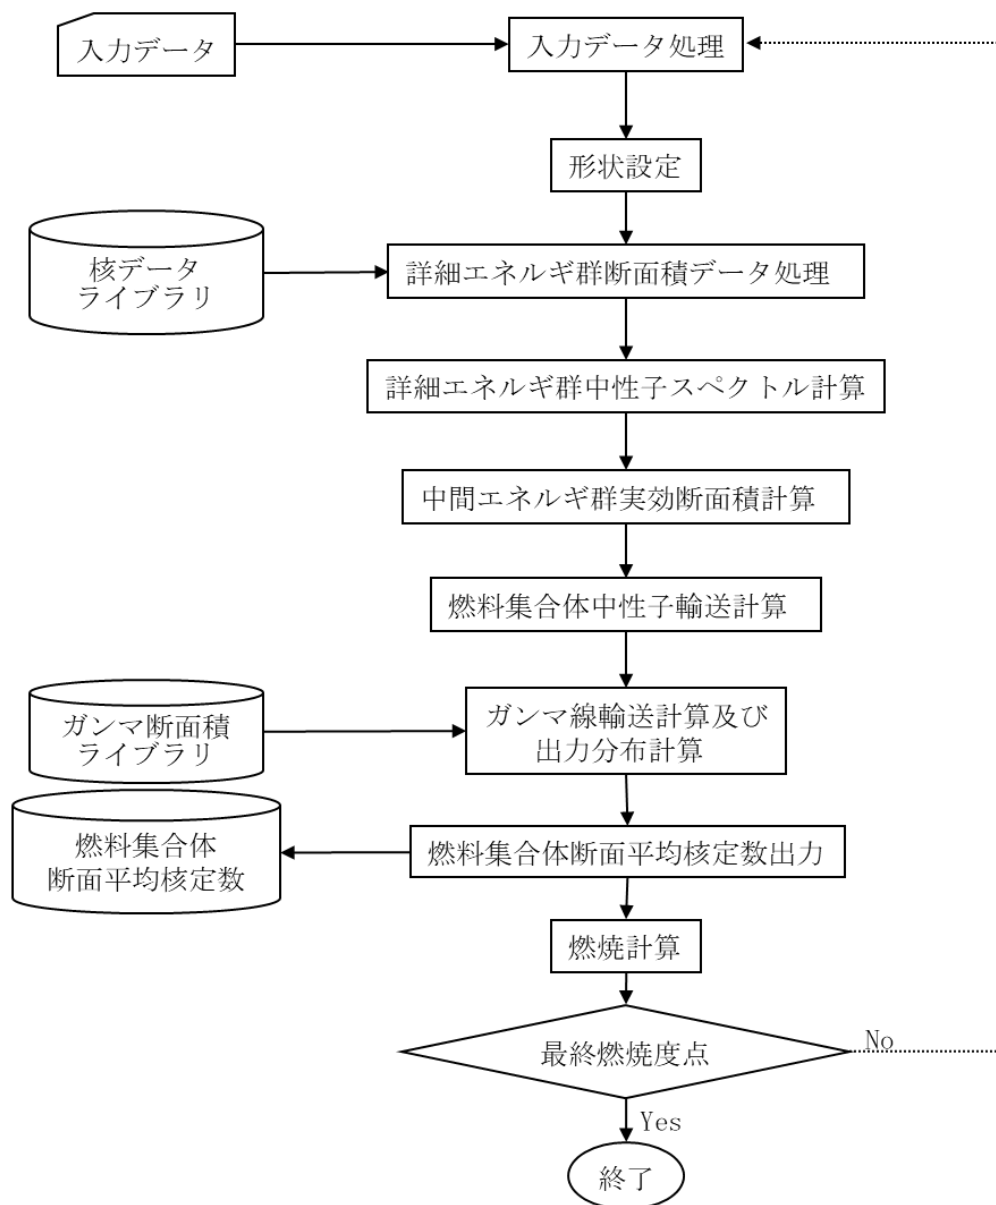 入力データ
入力データ処理
形状設定
核データ
ライブラリ
詳細エネルギ群断面積データ処理
詳細エネルギ群中性子スペクトル計算
中間エネルギ群実効断面積計算
燃料集合体中性子輸送計算
ガンマ断面積
ライブラリ
ガンマ線輸送計算及び
出力分布計算
燃料集合体
断面平均核定数
燃料集合体断面平均核定数出力
燃焼計算
最終燃焼度点
No
Yes
終了